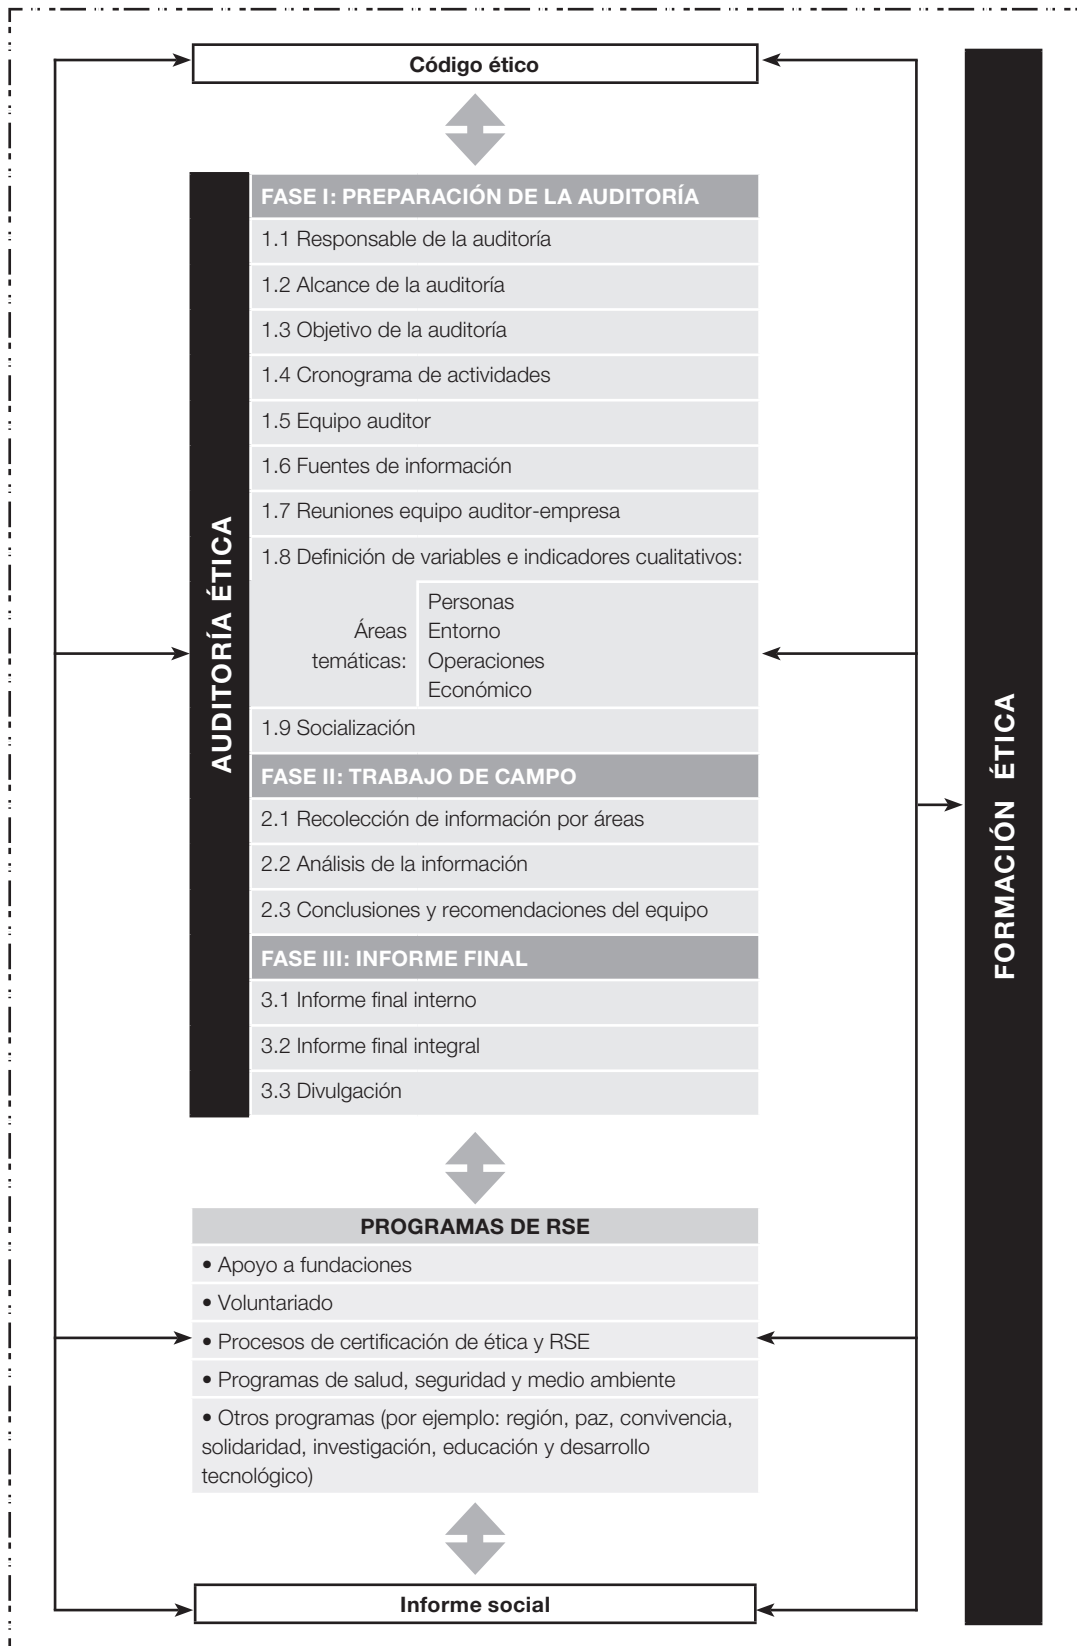 Código ético
AUDITORÍA ÉTICA
FASE I: PREPARACIÓN DE LA AUDITORÍA
1.1 Responsable de la auditoría
1.2 Alcance de la auditoría
1.3 Objetivo de la auditoría
1.4 Cronograma de actividades
1.5 Equipo auditor
1.6 Fuentes de información
1.7 Reuniones equipo auditor-empresa
1.8 Definición de variables e indicadores cualitativos:
Áreas
temáticas:
Personas
Entorno
Operaciones
Económico
1.9 Socialización
FASE II: TRABAJO DE CAMPO
2.1 Recolección de información por áreas
2.2 Análisis de la información
2.3 Conclusiones y recomendaciones del equipo
FASE III: INFORME FINAL
3.1 Informe final interno
3.2 Informe final integral
3.3 Divulgación
PROGRAMAS DE RSE
• Apoyo a fundaciones
• Voluntariado
• Procesos de certificación de ética y RSE
• Programas de salud, seguridad y medio ambiente
• Otros programas (por ejemplo: región, paz, convivencia,
solidaridad, investigación, educación y desarrollo
tecnológico)
Informe social
FORMACIÓN ÉTICA